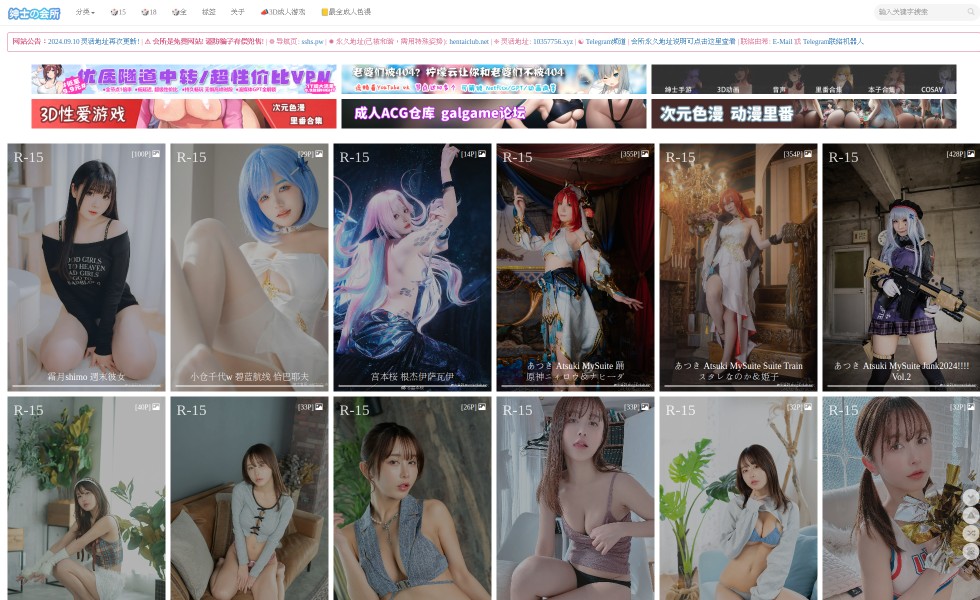 绅士の会所
分类 15 18 全 标签 关于 3D成人游戏 最全成人色漫
输入关键字搜索
网站公告：2024.09.10 灵活地址再次更新! | ⚠ 会所是免费网站! 谨防骗子有偿贩售! | 导航页: sshs.pw | 永久地址(已被和谐，需用特殊姿势): hentaiclub.net | 灵活地址: 10357756.xyz | Telegram频道 | 会所永久地址说明可点击这里查看 | 联络信箱: E-Mail 或 Telegram联络机器人
优质隧道中转/超性价比VPN
老婆们被404？柠檬云让你和老婆们不被404
绅士手游 3D动画 音声 里番合集 本子合集 COSAV
3D性爱游戏
次元色漫
里番合集
成人ACG仓库 galgame论坛
次元色漫 动漫里番
R-15 [100P]
霜月shimo 週末彼女
R-15 [29P]
小仓千代w 碧蓝航线 恰巴耶夫
R-15 [14P]
宫本桜 根杰伊萨瓦伊
R-15 [355P]
あつき Atsuki MySuite 踊
原神ニィロウ&ナヒーダ
R-15 [354P]
あつき Atsuki MySuite Suite Train
スタレなのか&姫子
R-15 [428P]
あつき Atsuki MySuite Junk2024!!!!
Vol.2
R-15 [40P]
R-15 [33P]
R-15 [26P]
R-15 [33P]
R-15 [32P]
R-15 [32P]